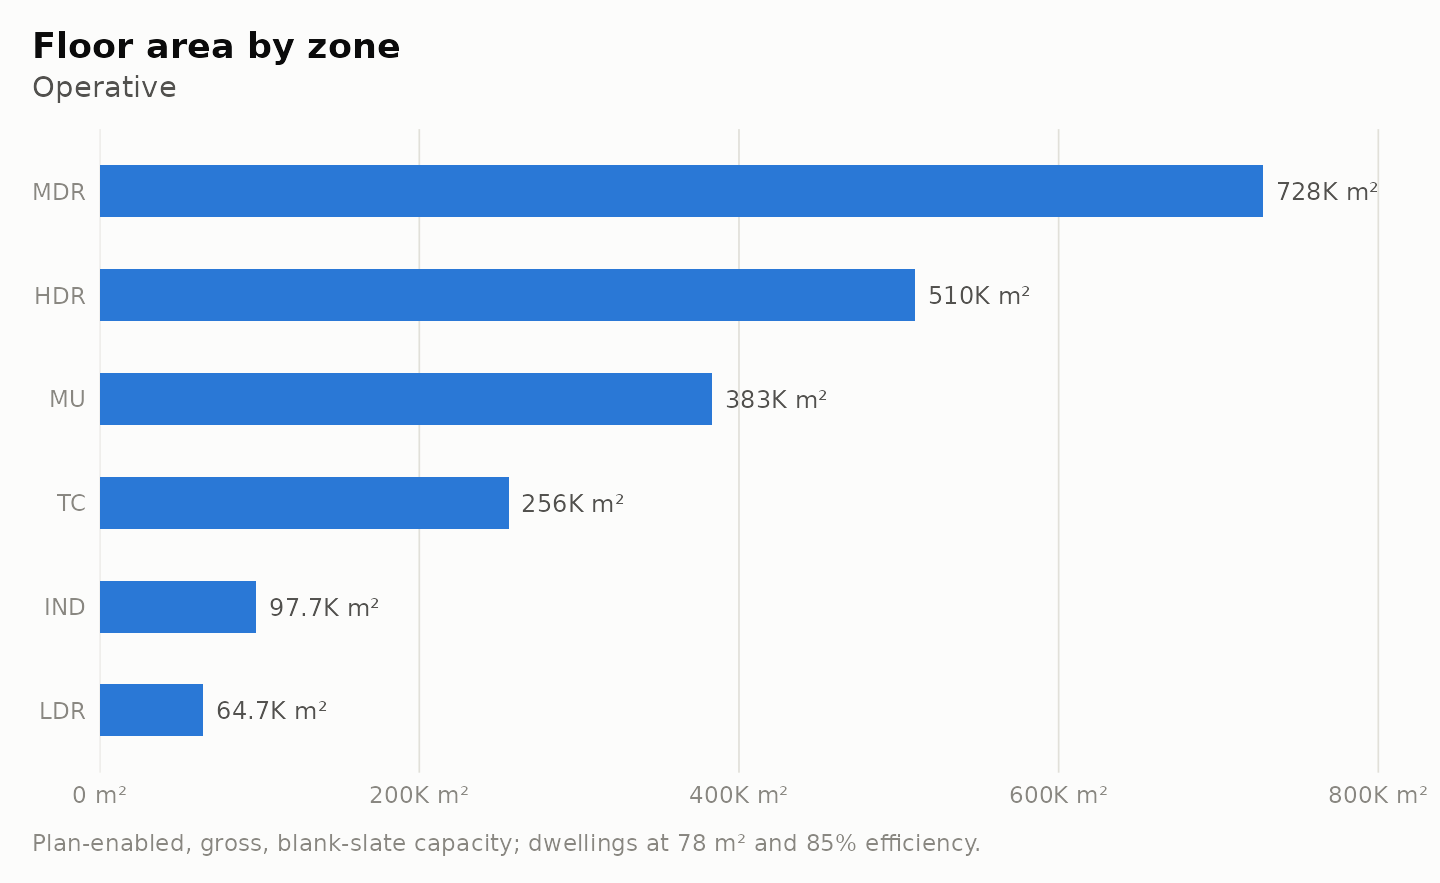 Floor area by zone
Operative
MDR 728K m²
HDR 510K m²
MU 383K m²
TC 256K m²
IND 97.7K m²
LDR 64.7K m²
0 m² 200K m² 400K m² 600K m² 800K m²
Plan-enabled, gross, blank-slate capacity; dwellings at 78 m² and 85% efficiency.